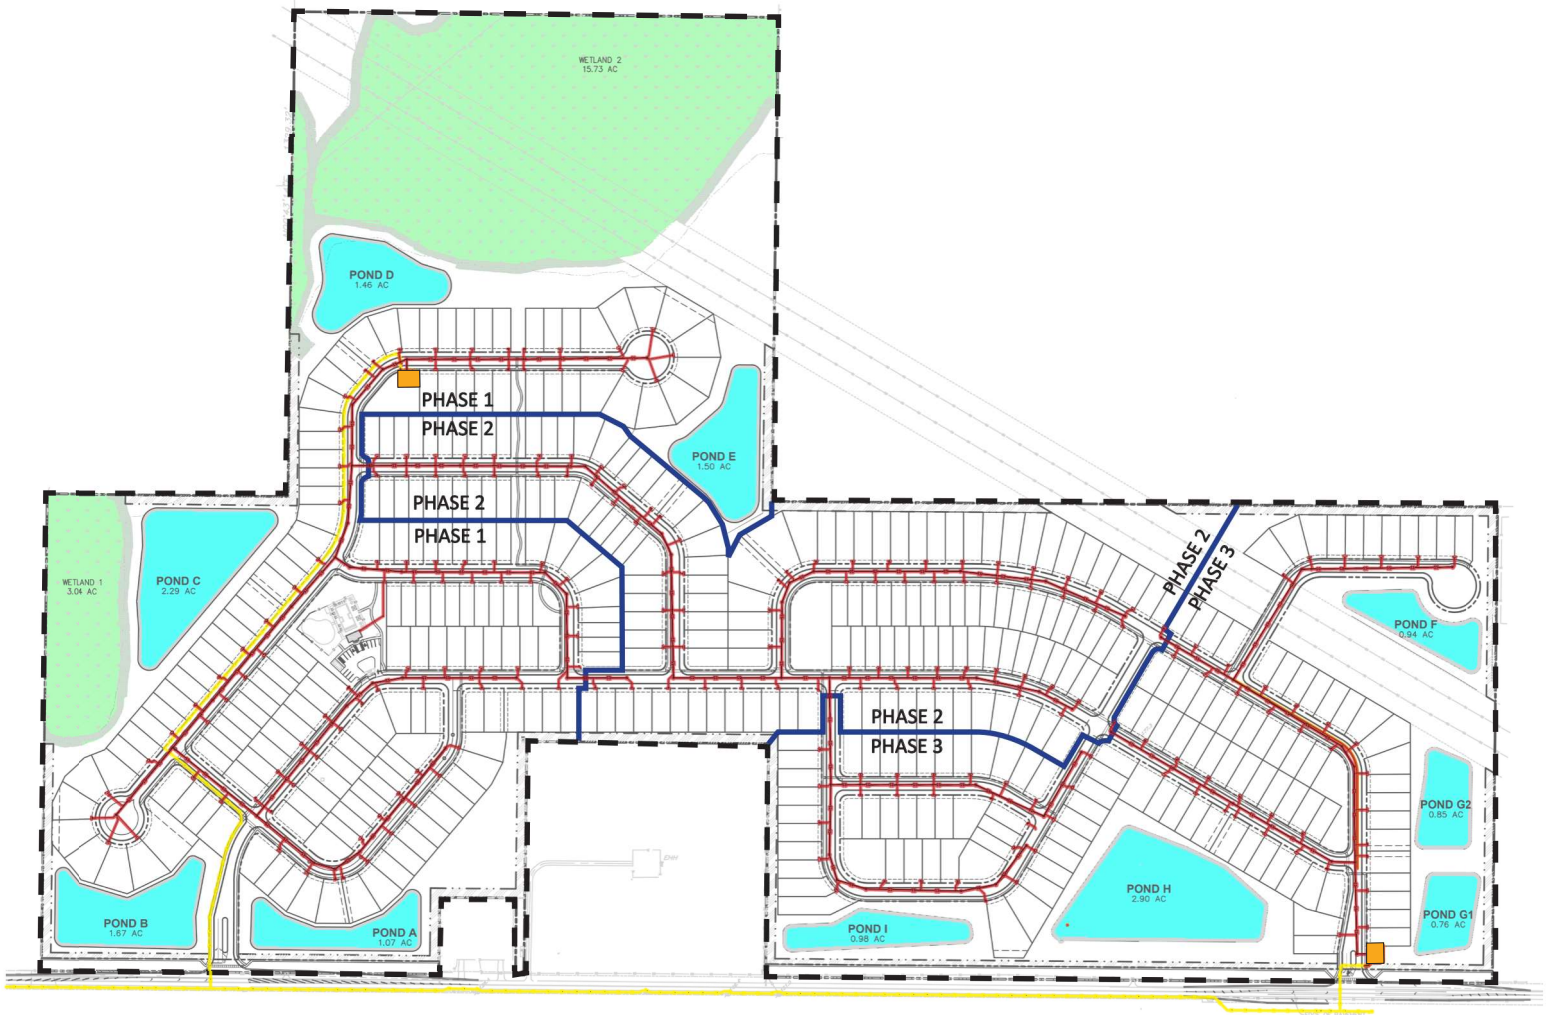 WETLAND 2
15.73 AC
POND D
1.46 AC
PHASE 1
PHASE 2
POND E
1.50 AC
PHASE 2
PHASE 1
POND C
2.29 AC
WETLAND 1
3.04 AC
PHASE 2
PHASE 3
POND F
0.94 AC
PHASE 2
PHASE 3
POND G2
0.85 AC
POND H
2.90 AC
POND G1
0.76 AC
POND B
1.67 AC
POND A
1.07 AC
POND I
0.98 AC